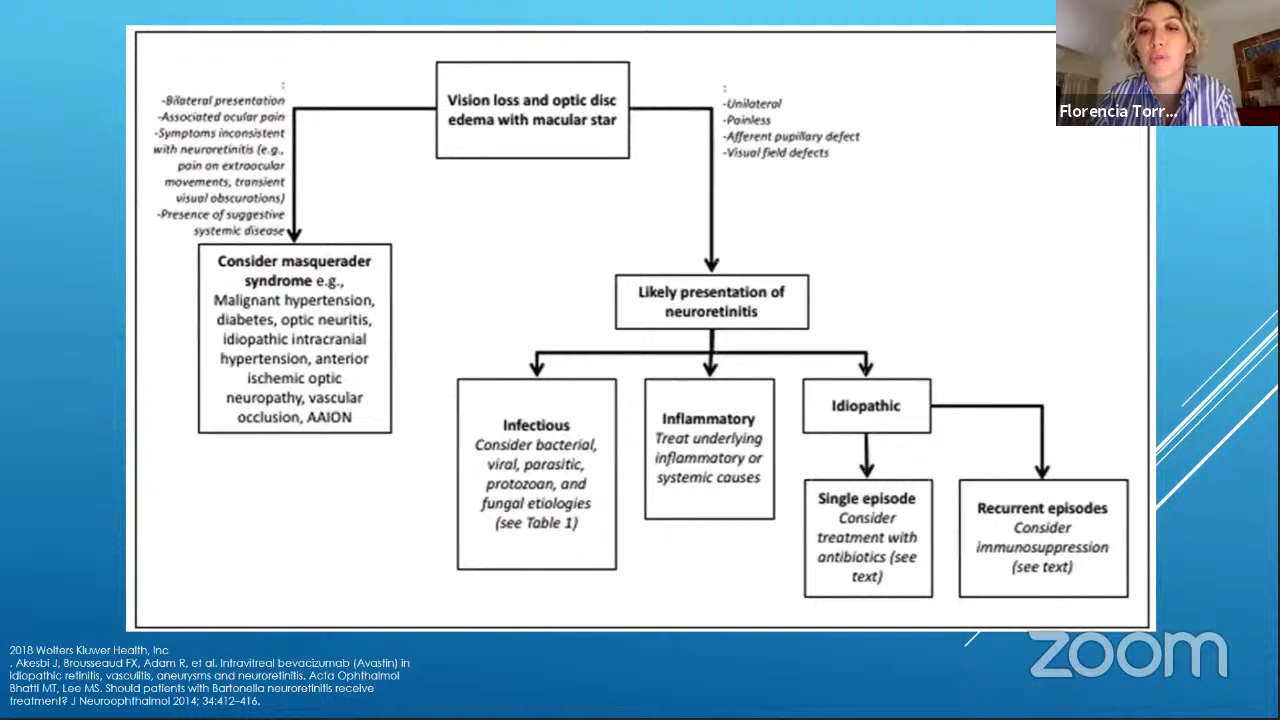 Vision loss and optic disc
edema with macular star
:
-Bilateral presentation
-Associated ocular pain
-Symptoms inconsistent
with neuroretinitis (e.g.,
pain on extraocular
movements, transient
visual obscurations)
-Presence of suggestive
systemic disease
:
-Unilateral
-Painless
-Afferent pupillary defect
-Visual field defects
Florencia Torr...
Consider masquerader
syndrome e.g.,
Malignant hypertension,
diabetes, optic neuritis,
idiopathic intracranial
hypertension, anterior
ischemic optic
neuropathy, vascular
occlusion, AAION
Likely presentation of
neuroretinitis
Infectious
Consider bacterial,
viral, parasitic,
protozoan, and
fungal etiologies
(see Table 1)
Inflammatory
Treat underlying
inflammatory or
systemic causes
Idiopathic
Single episode
Consider
treatment with
antibiotics (see
text)
Recurrent episodes
Consider
immunosuppression
(see text)
2018 Wolters Kluwer Health, Inc
. Akesbi J, Brousseaud FX, Adam R, et al. Intravitreal bevacizumab (Avastin) in
idiopathic retinitis, vasculitis, aneurysms and neuroretinitis. Acta Ophthalmol
Bhatti MT, Lee MS. Should patients with Bartonella neuroretinitis receive
treatment? J Neuroophthalmol 2014; 34:412–416.
zoom